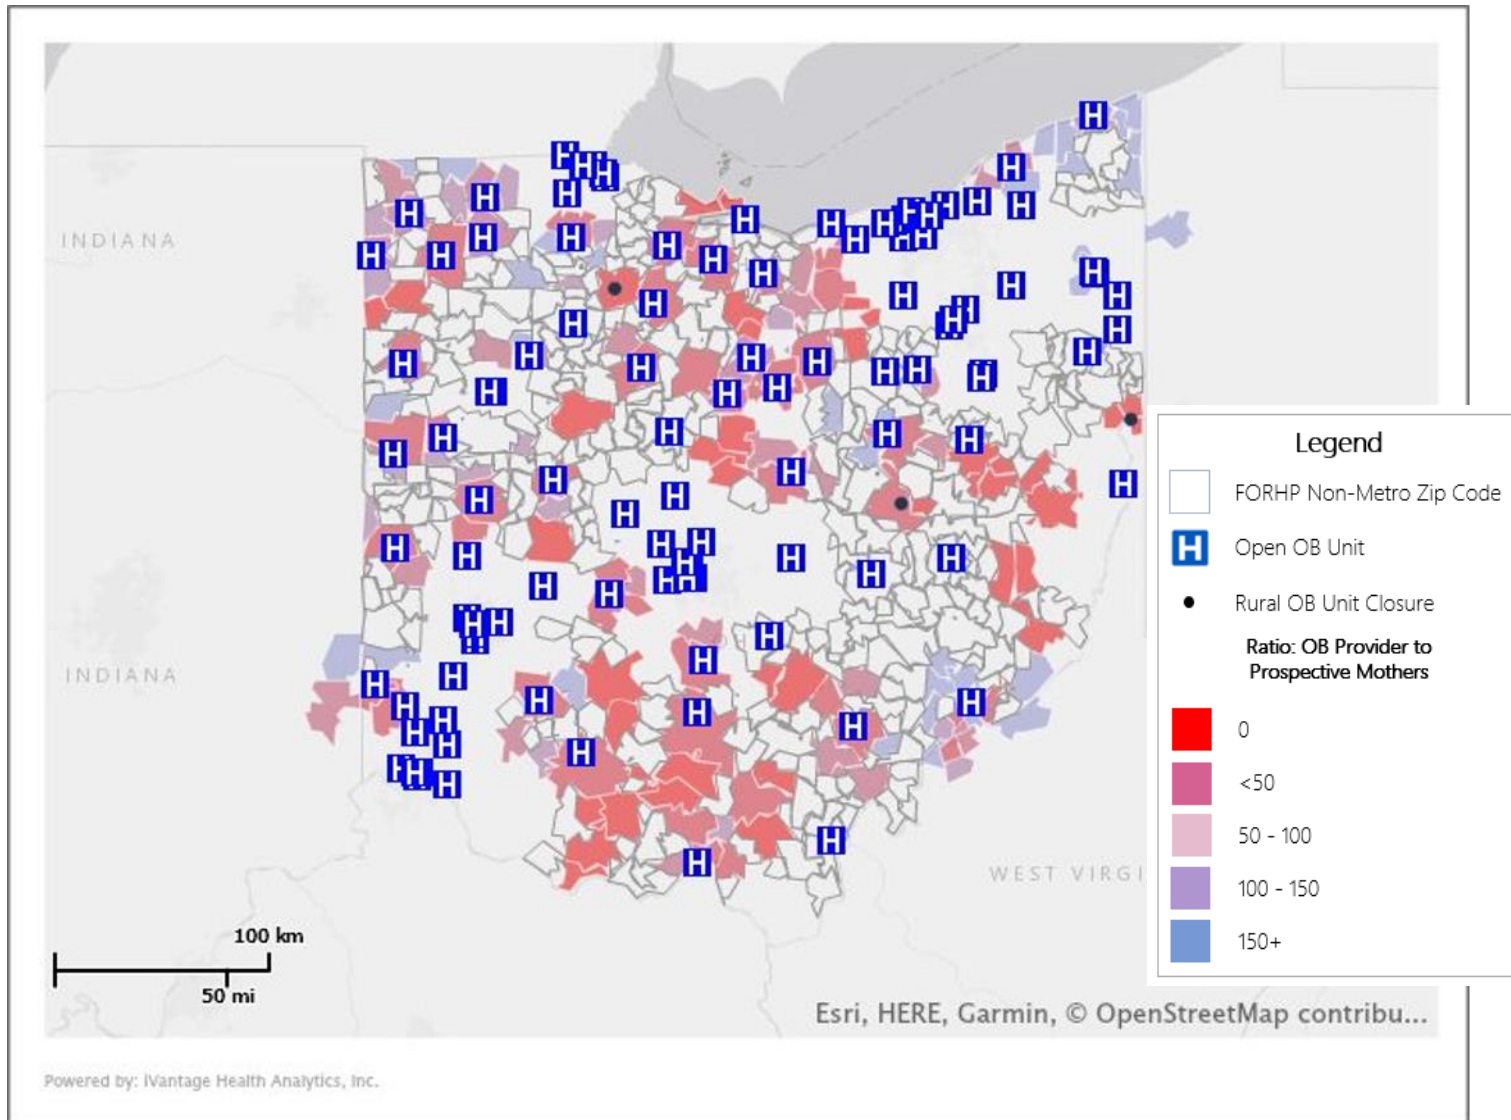 INDIANA
INDIANA
WEST VIRGI
100 km
50 mi
Esri, HERE, Garmin, © OpenStreetMap contribu...
Powered by: iVantage Health Analytics, Inc.
Legend
FORHP Non-Metro Zip Code
H Open OB Unit
Rural OB Unit Closure
Ratio: OB Provider to
Prospective Mothers
0
<50
50 - 100
100 - 150
150+